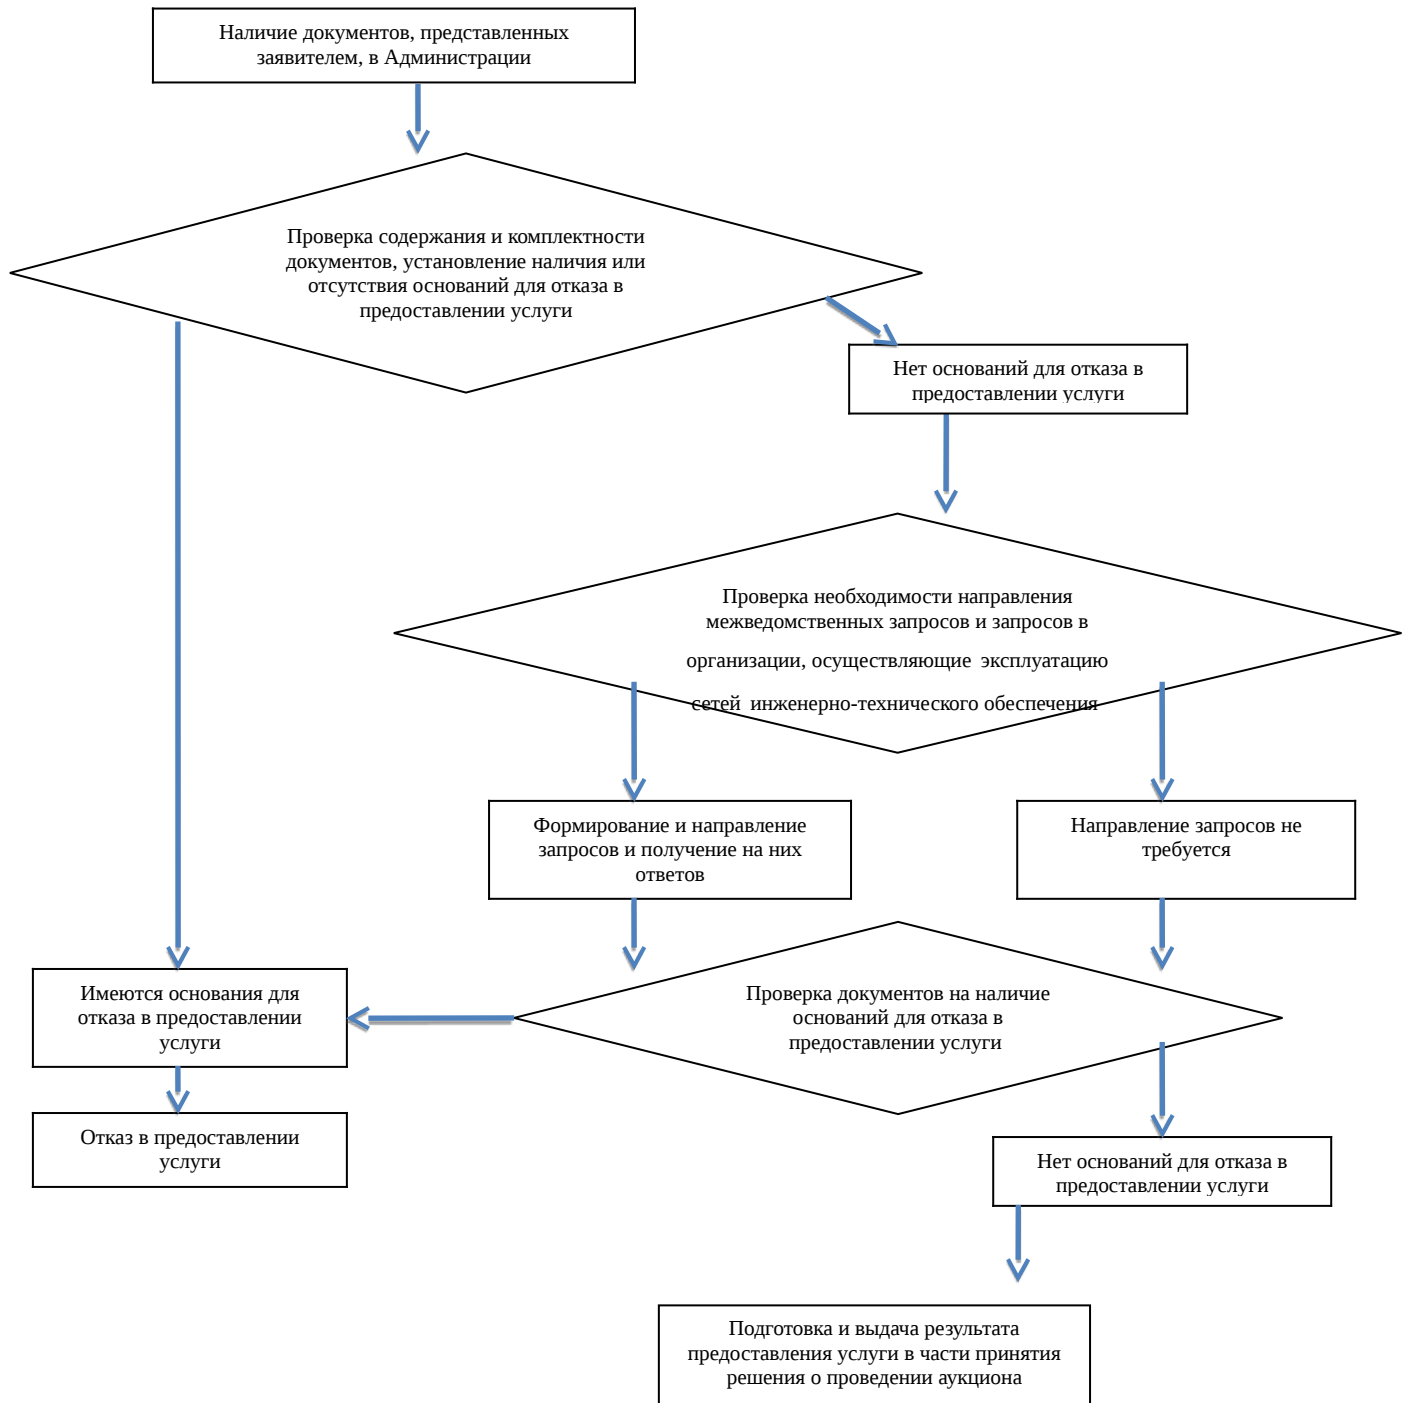 Наличие документов, представленных
заявителем, в Администрации
Проверка содержания и комплектности
документов, установление наличия или
отсутствия оснований для отказа в
предоставлении услуги
Нет оснований для отказа в
предоставлении услуги
Проверка необходимости направления
межведомственных запросов и запросов в
организации, осуществляющие эксплуатацию
сетей инженерно-технического обеспечения
Формирование и направление
запросов и получение на них
ответов
Направление запросов не
требуется
Имеются основания для
отказа в предоставлении
услуги
Проверка документов на наличие
оснований для отказа в
предоставлении услуги
Отказ в предоставлении
услуги
Нет оснований для отказа в
предоставлении услуги
Подготовка и выдача результата
предоставления услуги в части принятия
решения о проведении аукциона